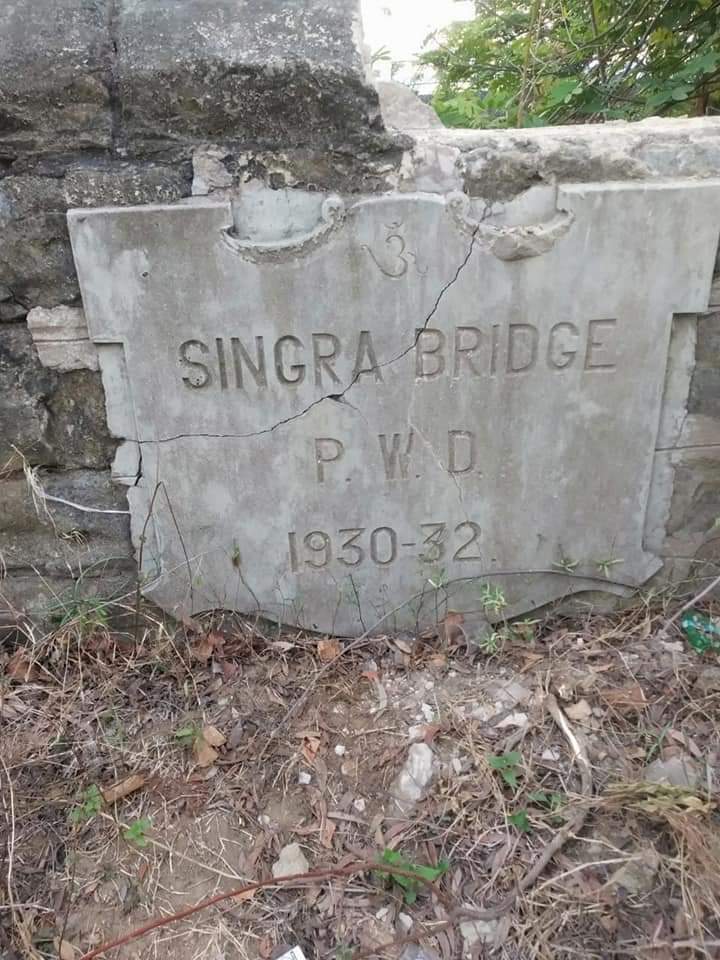 ॐ
SINGRA BRIDGE
P. W. D.
1930-32.